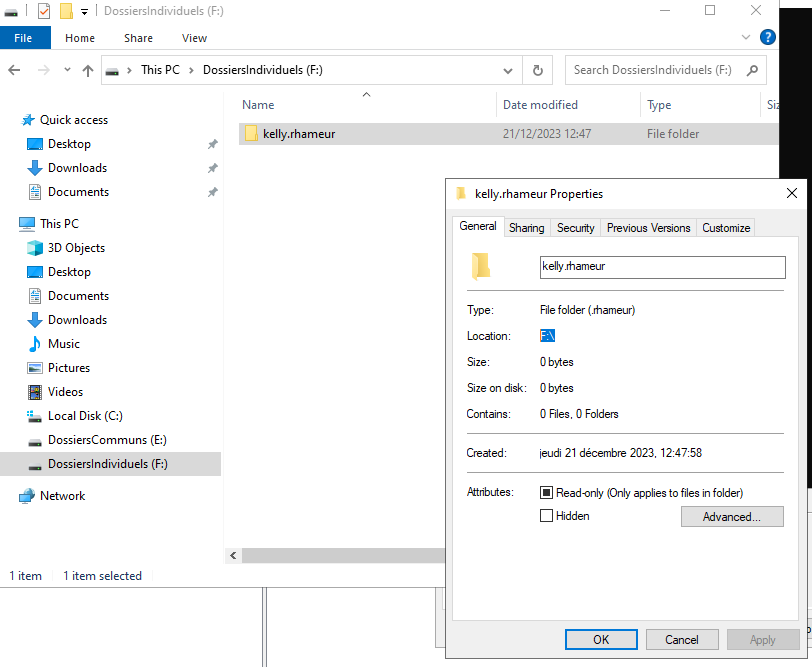 DossiersIndividuels (F:)
File Home Share View
This PC DossiersIndividuels (F:) Search DossiersIndividuels (F:)
Name Date modified Type Siz
kelly.rhameur 21/12/2023 12:47 File folder
Quick access
Desktop
Downloads
Documents
This PC
3D Objects
Desktop
Documents
Downloads
Music
Pictures
Videos
Local Disk (C:)
DossiersCommuns (E:)
DossiersIndividuels (F:)
Network
1 item 1 item selected
kelly.rhameur Properties
General Sharing Security Previous Versions Customize
kelly.rhameur
Type: File folder (.rhameur)
Location: F:\
Size: 0 bytes
Size on disk: 0 bytes
Contains: 0 Files, 0 Folders
Created: jeudi 21 décembre 2023, 12:47:58
Attributes: Read-only (Only applies to files in folder)
Hidden Advanced...
OK Cancel Apply